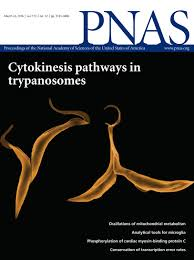 PNAS
Proceedings of the National Academy of Sciences of the United States of America
www.pnas.org
Cytokinesis pathways in
trypanosomes
Oscillations of mitochondrial metabolism
Analytical tools for microglia
Phosphorylation of cardiac myosin-binding protein C
Conservation of transcription error rates